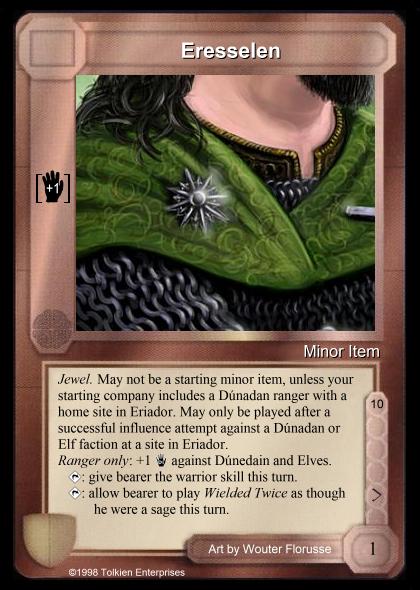 Eresselen
+1
Minor Item
Jewel. May not be a starting minor item, unless your
starting company includes a Dúnadan ranger with a
home site in Eriador. May only be played after a
successful influence attempt against a Dúnadan or
Elf faction at a site in Eriador.
Ranger only: +1 against Dúnedain and Elves.
: give bearer the warrior skill this turn.
: allow bearer to play Wielded Twice as though
he were a sage this turn.
10
Art by Wouter Florusse
1
©1998 Tolkien Enterprises